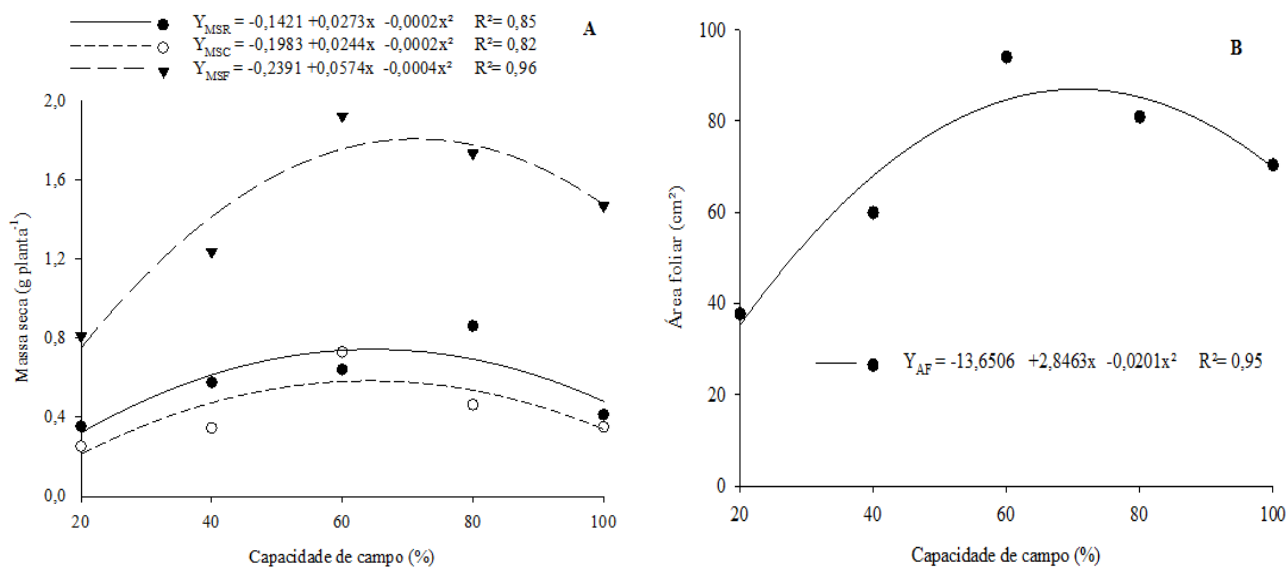 Y_MSR = -0,1421 +0,0273x -0,0002x² R²= 0,85
Y_MSC = -0,1983 +0,0244x -0,0002x² R²= 0,82
Y_MSF = -0,2391 +0,0574x -0,0004x² R²= 0,96
A
Massa seca (g planta⁻¹)
2,0
1,6
1,2
0,8
0,4
0,0
20 40 60 80 100
Capacidade de campo (%)
B
Área foliar (cm²)
100
80
60
40
20
0
Y_AF = -13,6506 +2,8463x -0,0201x² R²= 0,95
20 40 60 80 100
Capacidade de campo (%)